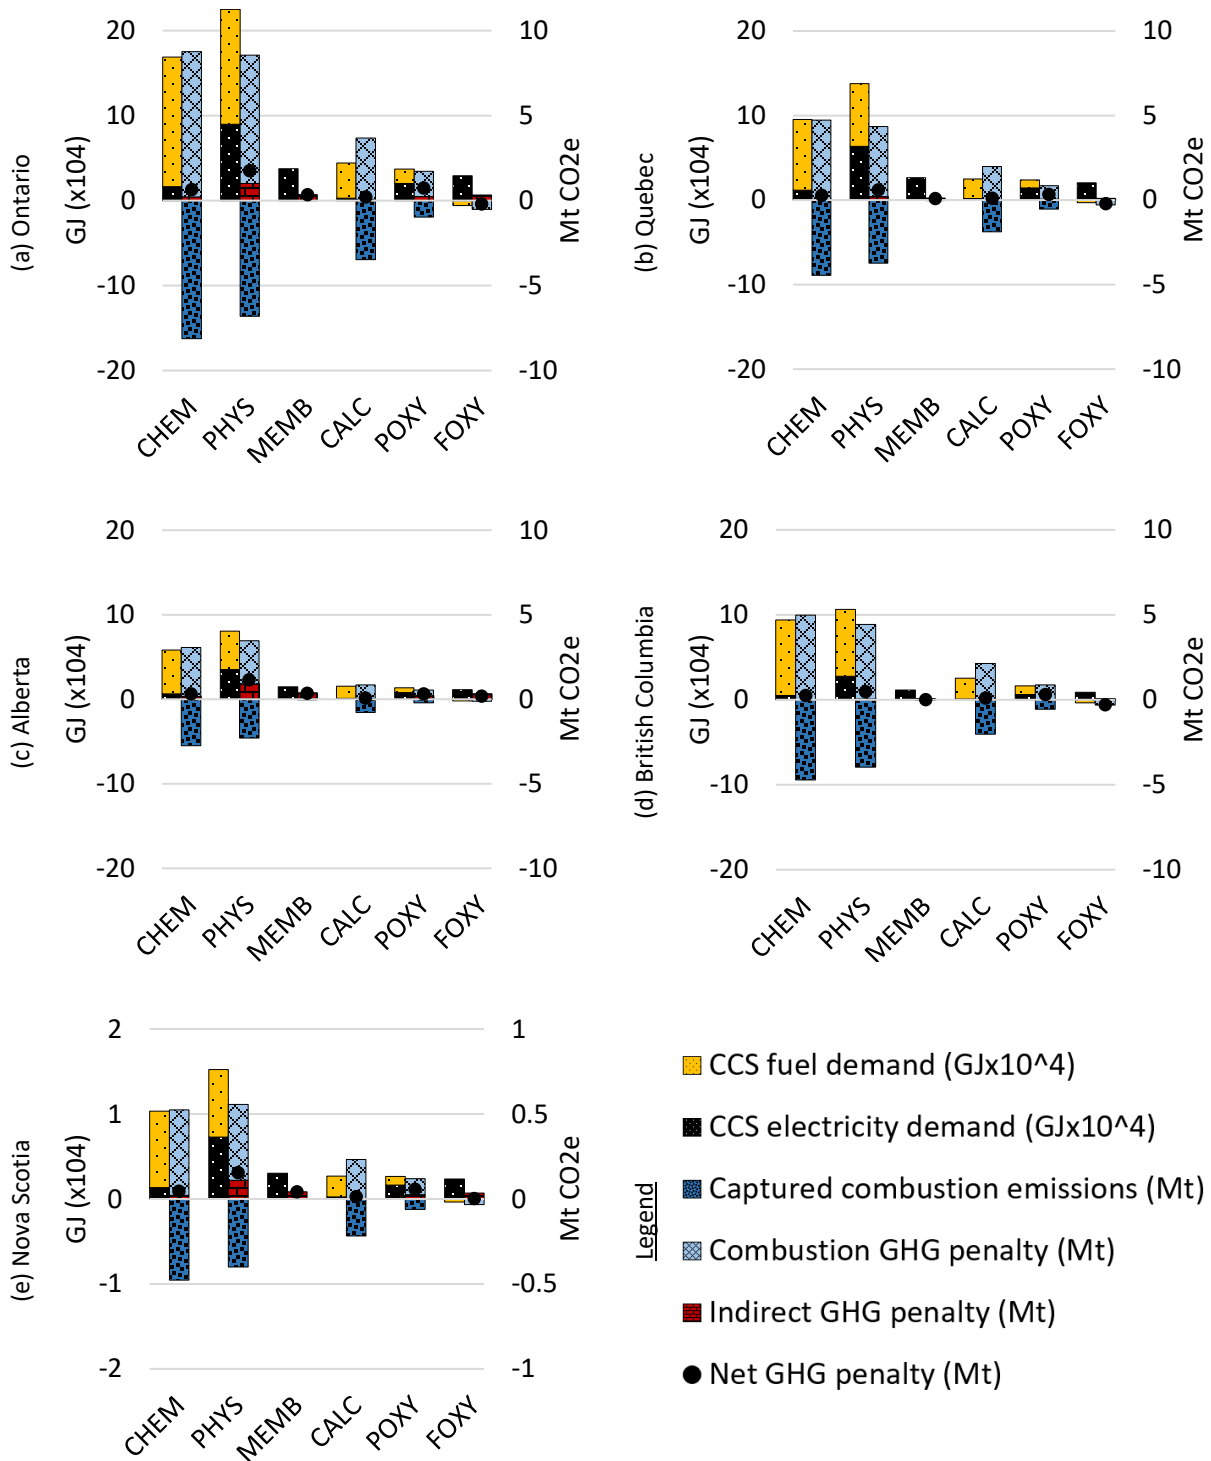 (a) Ontario
GJ (x104)
20
10
0
-10
-20
10
5
0
-5
-10
Mt CO2e
CHEM
PHYS
MEMB
CALC
POXY
FOXY
(b) Quebec
GJ (x104)
20
10
0
-10
-20
10
5
0
-5
-10
Mt CO2e
CHEM
PHYS
MEMB
CALC
POXY
FOXY
(c) Alberta
GJ (x104)
20
10
0
-10
-20
10
5
0
-5
-10
Mt CO2e
CHEM
PHYS
MEMB
CALC
POXY
FOXY
(d) British Columbia
GJ (x104)
20
10
0
-10
-20
10
5
0
-5
-10
Mt CO2e
CHEM
PHYS
MEMB
CALC
POXY
FOXY
(e) Nova Scotia
GJ (x104)
2
1
0
-1
-2
1
0.5
0
-0.5
-1
Mt CO2e
CHEM
PHYS
MEMB
CALC
POXY
FOXY
Legend
CCS fuel demand (GJx10^4)
CCS electricity demand (GJx10^4)
Captured combustion emissions (Mt)
Combustion GHG penalty (Mt)
Indirect GHG penalty (Mt)
Net GHG penalty (Mt)